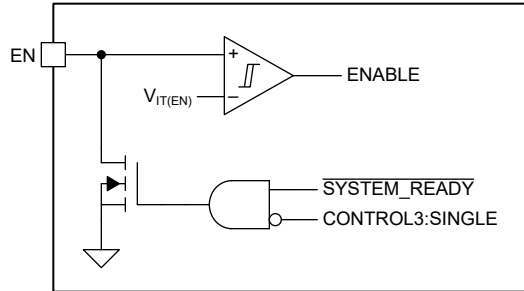 EN
+
ENABLE
V_IT(EN)
−
SYSTEM_READY
CONTROL3:SINGLE